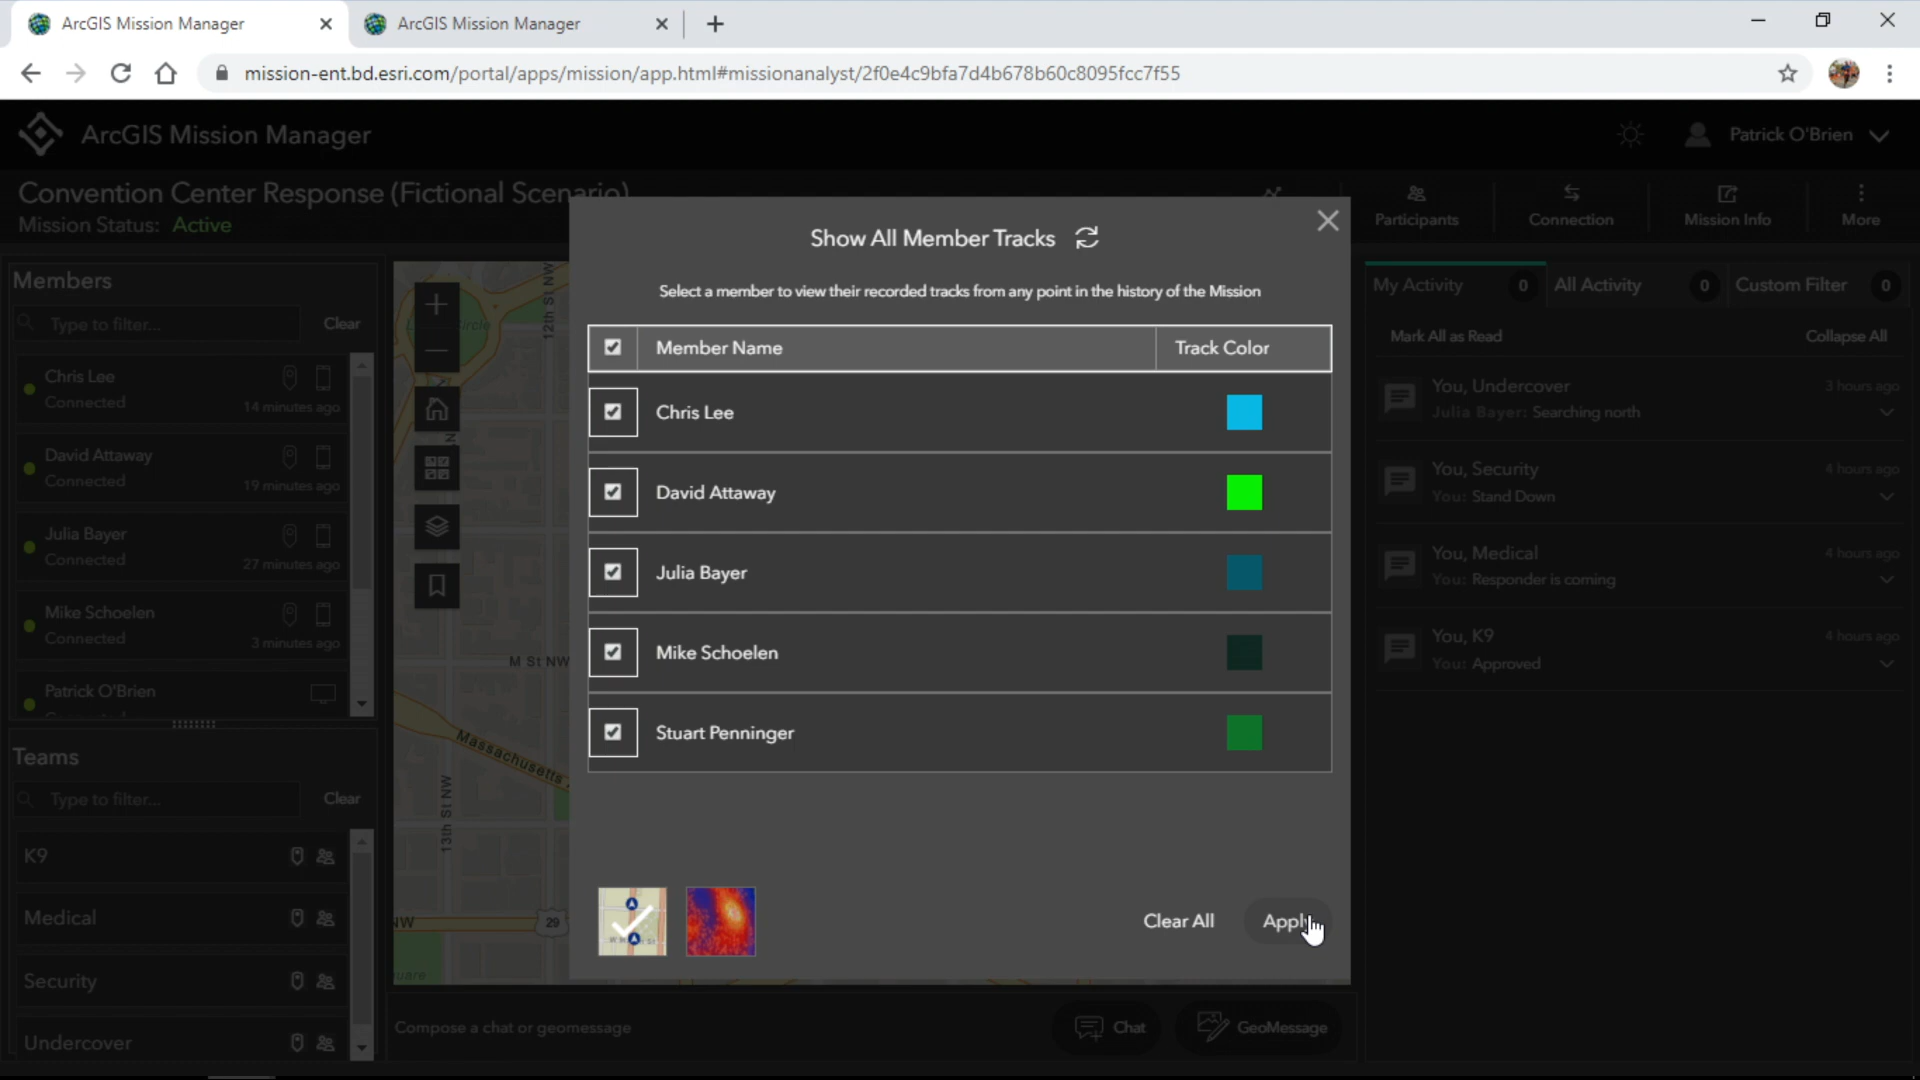 ArcGIS Mission Manager
ArcGIS Mission Manager
mission-ent.bd.esri.com/portal/apps/mission/app.html#missionanalyst/2f0e4c9bfa7d4b678b60c8095fcc7f55
ArcGIS Mission Manager
Patrick O'Brien
Convention Center Response (Fictional Scenario)
Mission Status: Active
Participants
Connection
Mission Info
More
Members
Type to filter...
Clear
Chris Lee
Connected
14 minutes ago
David Attaway
Connected
19 minutes ago
Julia Bayer
Connected
27 minutes ago
Mike Schoelen
Connected
3 minutes ago
Patrick O'Brien
Teams
Type to filter...
Clear
K9
Medical
Security
Undercover
12th St NW
M St NW
Massachusetts
13th St NW
NW
29
Show All Member Tracks
Select a member to view their recorded tracks from any point in the history of the Mission
Member Name
Track Color
Chris Lee
David Attaway
Julia Bayer
Mike Schoelen
Stuart Penninger
Clear All
Apply
Compose a chat or geomessage
Chat
GeoMessage
My Activity 0
All Activity 0
Custom Filter 0
Mark All as Read
Collapse All
You, Undercover
3 hours ago
Julia Bayer: Searching north
You, Security
4 hours ago
You: Stand Down
You, Medical
4 hours ago
You: Responder is coming
You, K9
4 hours ago
You: Approved